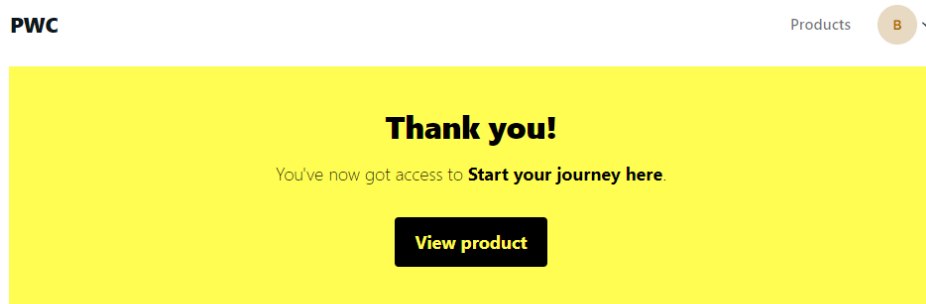 PWC
Products
B
Thank you!
You've now got access to Start your journey here.
View product